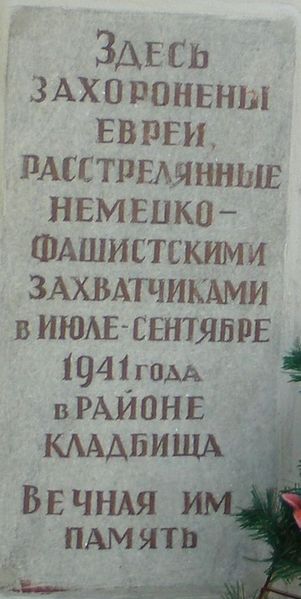 Здесь
захоронены
евреи,
расстрелянные
немецко-
фашистскими
захватчиками
в июле-сентябре
1941 года
в районе
кладбища
Вечная им
память